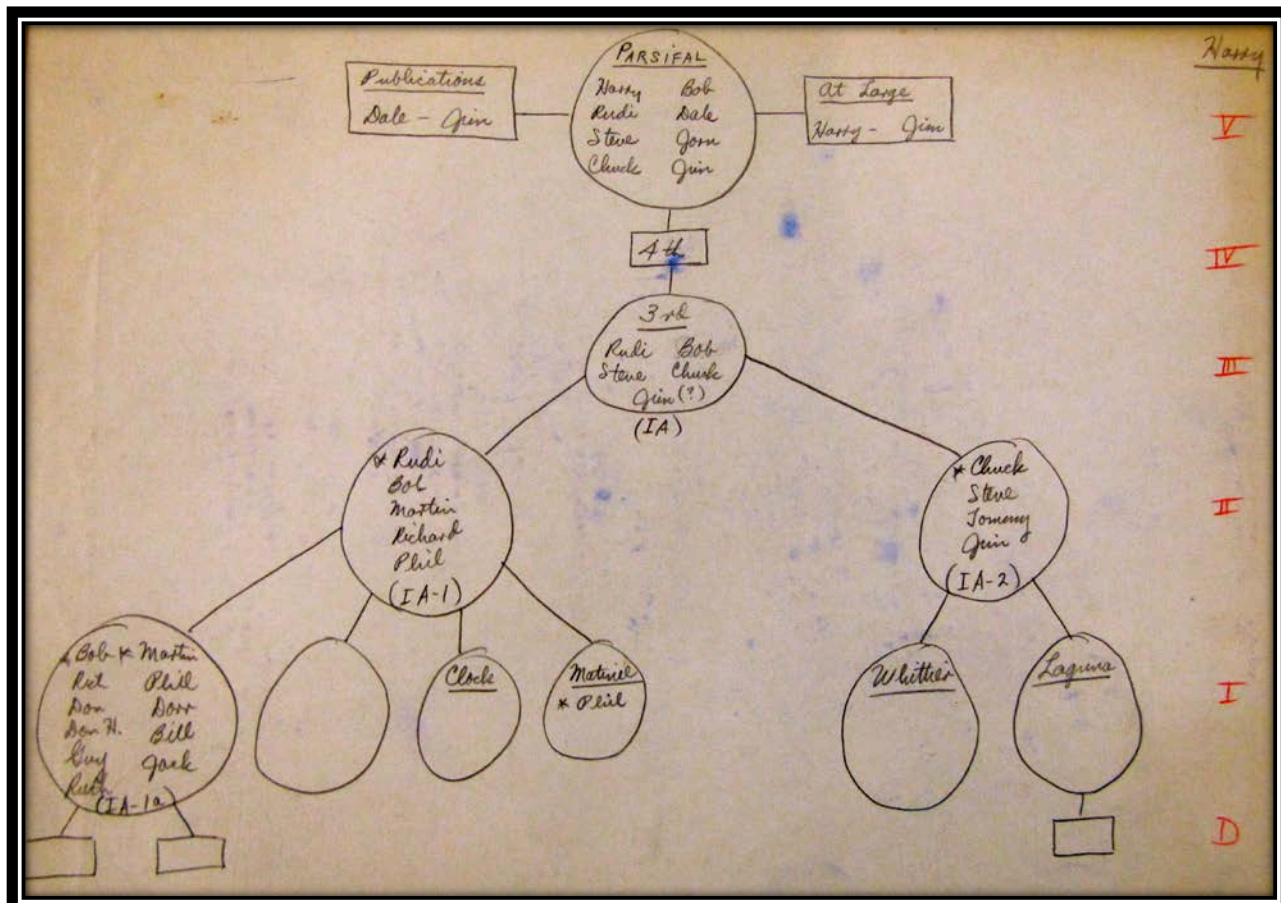 Harry
PARSIFAL
Harry Bob
Rudi Dale
Steve Jorn
Chuck Jim
Publications
Dale - Jim
At Large
Harry - Jim
V
4th
IV
3rd
Rudi Bob
Steve Chuck
Jim (?)
(IA)
III
* Rudi
Bob
Martin
Richard
Phil
(IA-1)
* Chuck
Steve
Tommy
Jim
(IA-2)
II
* Bob * Martin
Phil
Don Dorr
Don H. Bill
Guy Jack
Ruth
(IA-1a)
Clock
* Phil
Whittier
Laguna
I
D